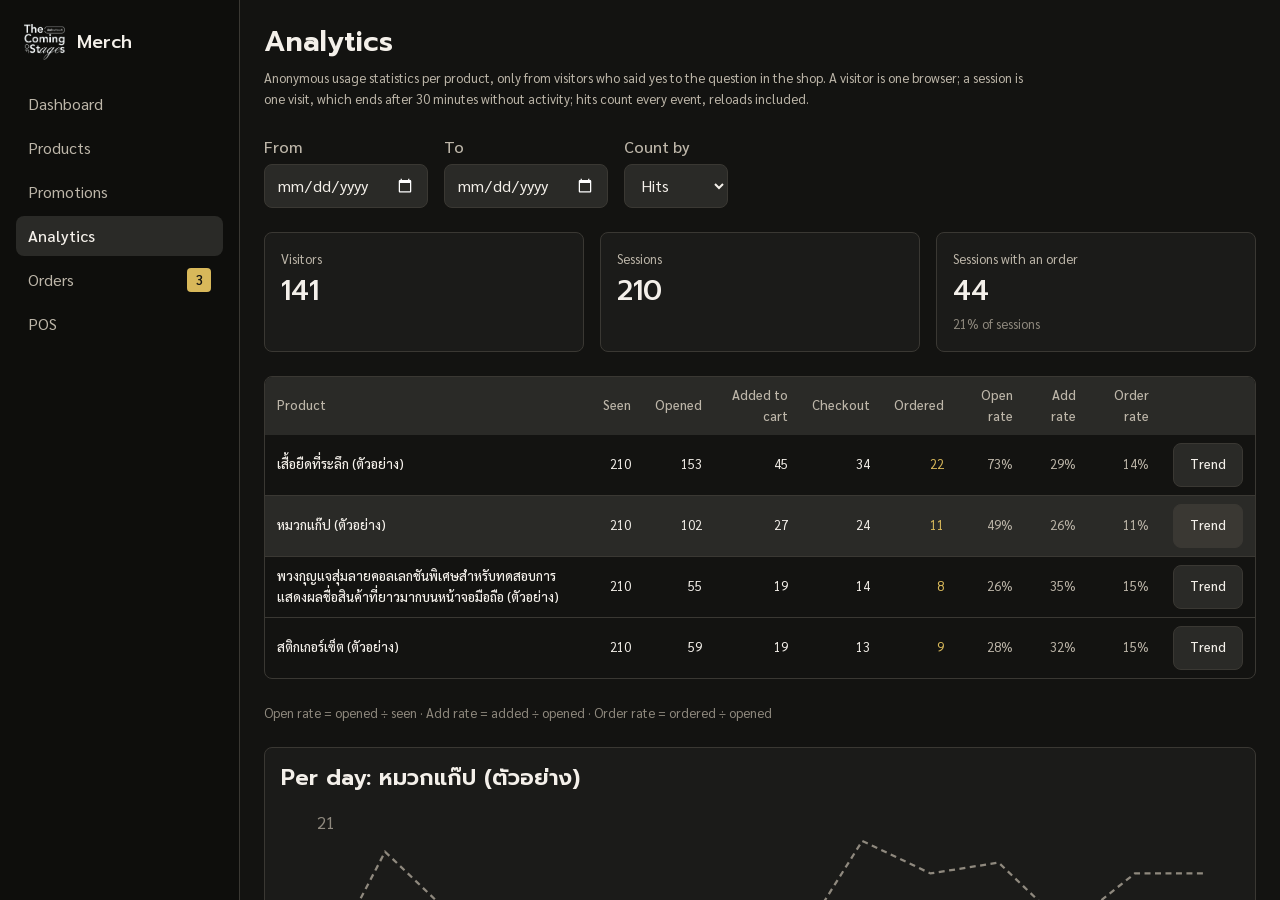 The
Coming
Stages
Merch
Dashboard
Products
Promotions
Analytics
Orders
3
POS
Analytics
Anonymous usage statistics per product, only from visitors who said yes to the question in the shop. A visitor is one browser; a session is
one visit, which ends after 30 minutes without activity; hits count every event, reloads included.
From
To
Count by
mm/dd/yyyy
mm/dd/yyyy
Hits
Visitors
141
Sessions
210
Sessions with an order
44
21% of sessions
Product Seen Opened Added to cart Checkout Ordered Open rate Add rate Order rate
เสื้อยืดที่ระลึก (ตัวอย่าง) 210 153 45 34 22 73% 29% 14% Trend
หมวกแก๊ป (ตัวอย่าง) 210 102 27 24 11 49% 26% 11% Trend
พวงกุญแจสุ่มลายคอลเลกชันพิเศษสำหรับทดสอบการ
แสดงผลชื่อสินค้าที่ยาวมากบนหน้าจอมือถือ (ตัวอย่าง) 210 55 19 14 8 26% 35% 15% Trend
สติกเกอร์เซ็ต (ตัวอย่าง) 210 59 19 13 9 28% 32% 15% Trend
Open rate = opened ÷ seen · Add rate = added ÷ opened · Order rate = ordered ÷ opened
Per day: หมวกแก๊ป (ตัวอย่าง)
21